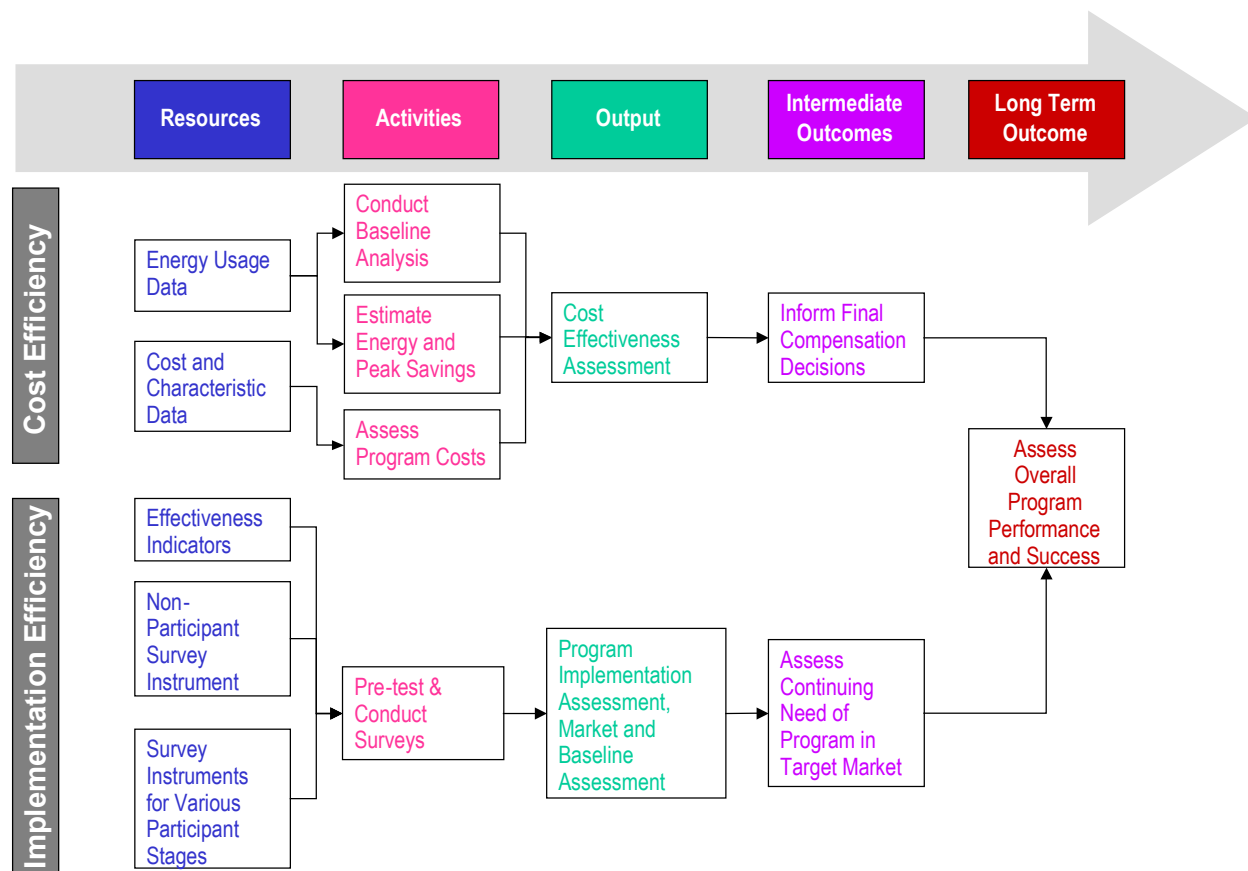 Resources
Activities
Output
Intermediate
Outcomes
Long Term
Outcome
Cost Efficiency
Energy Usage
Data
Cost and
Characteristic
Data
Conduct
Baseline
Analysis
Estimate
Energy and
Peak Savings
Assess
Program Costs
Cost
Effectiveness
Assessment
Inform Final
Compensation
Decisions
Assess
Overall
Program
Performance
and Success
Implementation Efficiency
Effectiveness
Indicators
Non-
Participant
Survey
Instrument
Survey
Instruments
for Various
Participant
Stages
Pre-test &
Conduct
Surveys
Program
Implementation
Assessment,
Market and
Baseline
Assessment
Assess
Continuing
Need of
Program in
Target Market